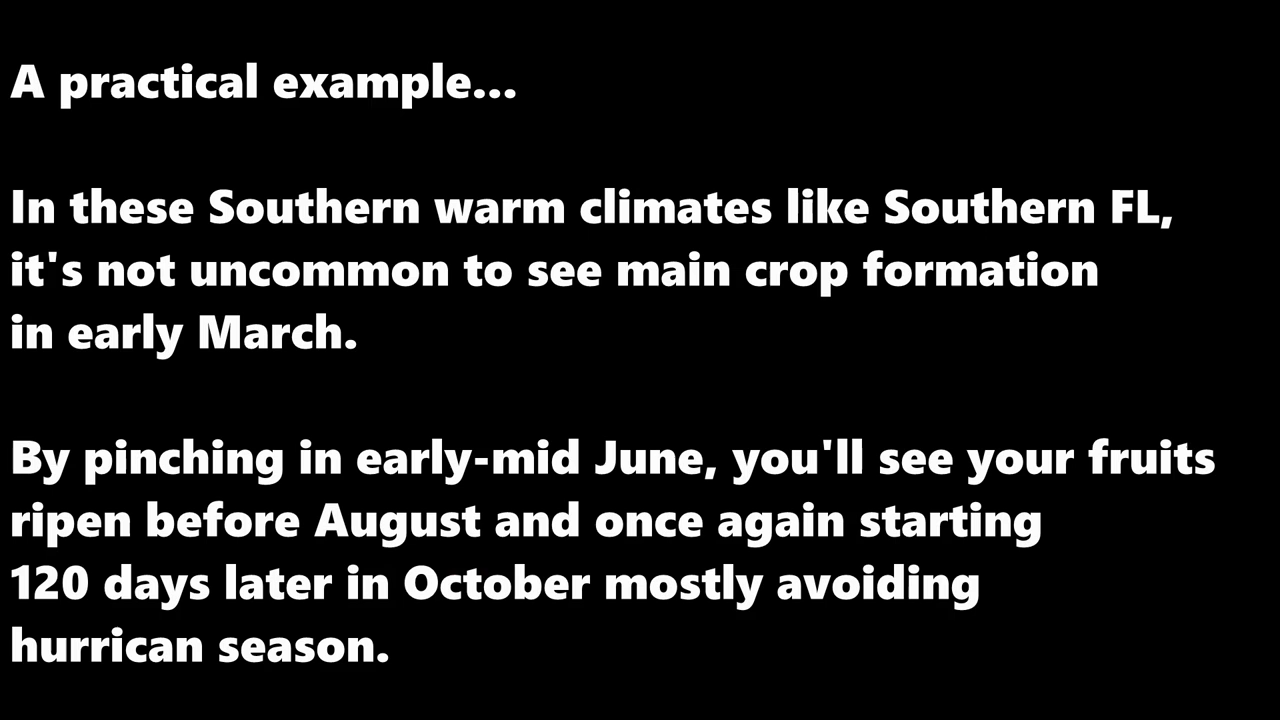 A practical example...
In these Southern warm climates like Southern FL,
it's not uncommon to see main crop formation
in early March.
By pinching in early-mid June, you'll see your fruits
ripen before August and once again starting
120 days later in October mostly avoiding
hurrican season.